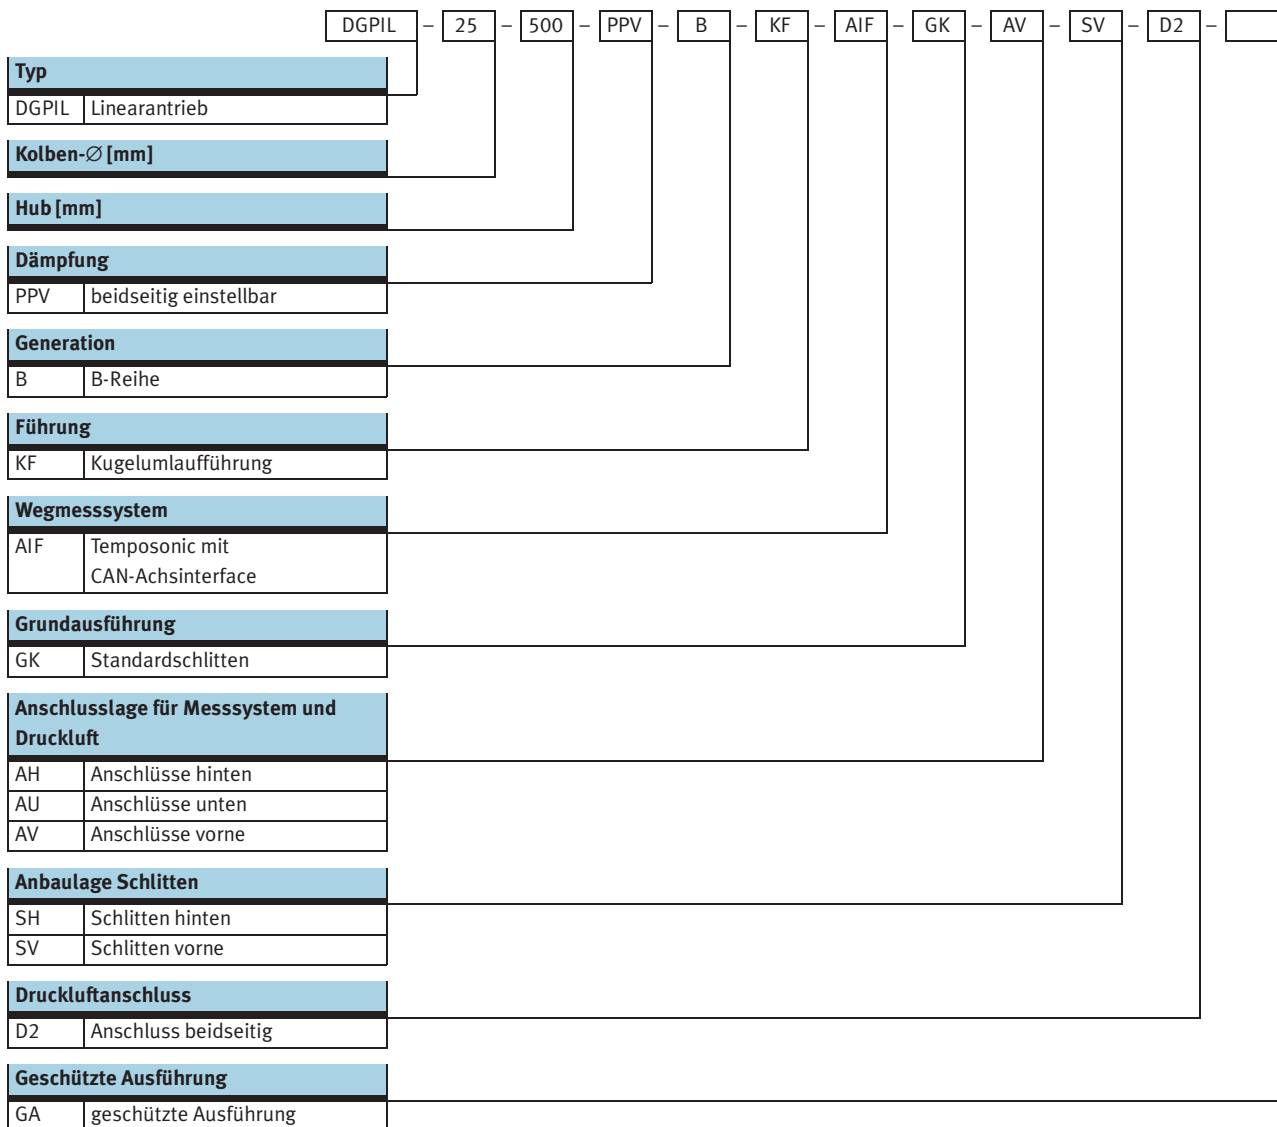 DGPIL – 25 – 500 – PPV – B – KF – AIF – GK – AV – SV – D2 –
Typ
DGPIL Linearantrieb
Kolben-∅ [mm]
Hub [mm]
Dämpfung
PPV beidseitig einstellbar
Generation
B B-Reihe
Führung
KF Kugelumlaufführung
Wegmesssystem
AIF Temposonic mit
CAN-Achsinterface
Grundausführung
GK Standardschlitten
Anschlusslage für Messsystem und
Druckluft
AH Anschlüsse hinten
AU Anschlüsse unten
AV Anschlüsse vorne
Anbaulage Schlitten
SH Schlitten hinten
SV Schlitten vorne
Druckluftanschluss
D2 Anschluss beidseitig
Geschützte Ausführung
GA geschützte Ausführung